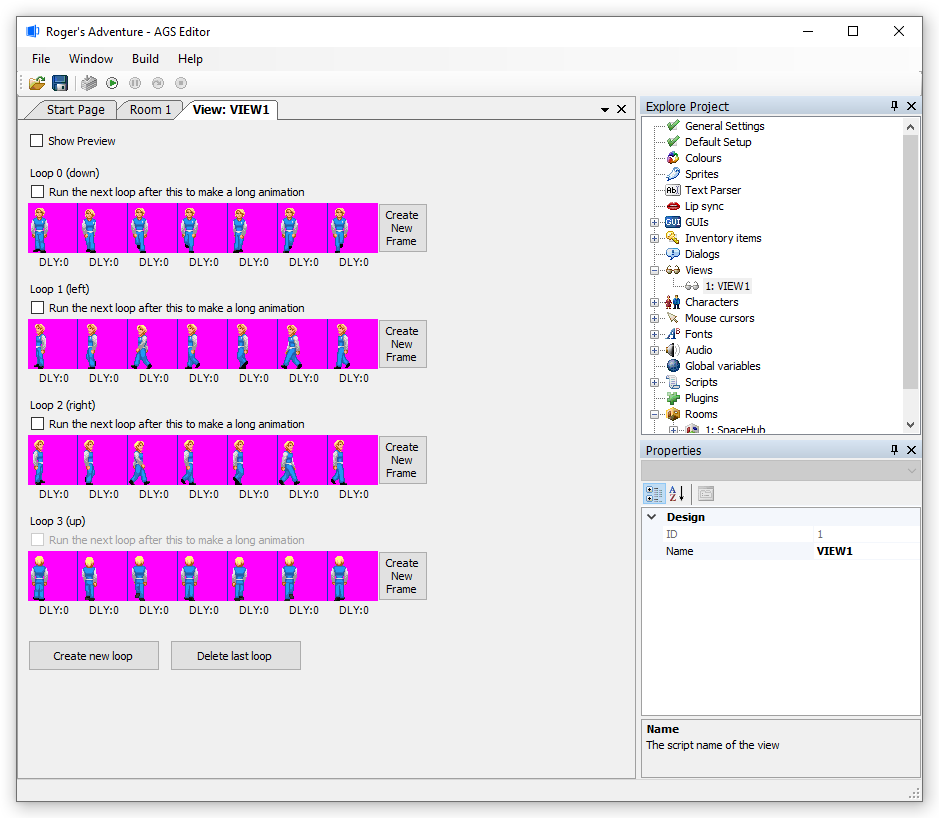 Roger's Adventure - AGS Editor
File Window Build Help
Start Page Room 1 View: VIEW1
Show Preview
Loop 0 (down)
Run the next loop after this to make a long animation
Create
New
Frame
DLY:0 DLY:0 DLY:0 DLY:0 DLY:0 DLY:0 DLY:0
Loop 1 (left)
Run the next loop after this to make a long animation
Create
New
Frame
DLY:0 DLY:0 DLY:0 DLY:0 DLY:0 DLY:0 DLY:0
Loop 2 (right)
Run the next loop after this to make a long animation
Create
New
Frame
DLY:0 DLY:0 DLY:0 DLY:0 DLY:0 DLY:0 DLY:0
Loop 3 (up)
Run the next loop after this to make a long animation
Create
New
Frame
DLY:0 DLY:0 DLY:0 DLY:0 DLY:0 DLY:0 DLY:0
Create new loop Delete last loop
Explore Project
General Settings
Default Setup
Colours
Sprites
Ab Text Parser
Lip sync
GUI GUIs
Inventory items
Dialogs
Views
1: VIEW1
Characters
Mouse cursors
Fonts
Audio
Global variables
Scripts
Plugins
Rooms
1: SpaceHub
Properties
A
Z
Design
ID 1
Name VIEW1
Name
The script name of the view